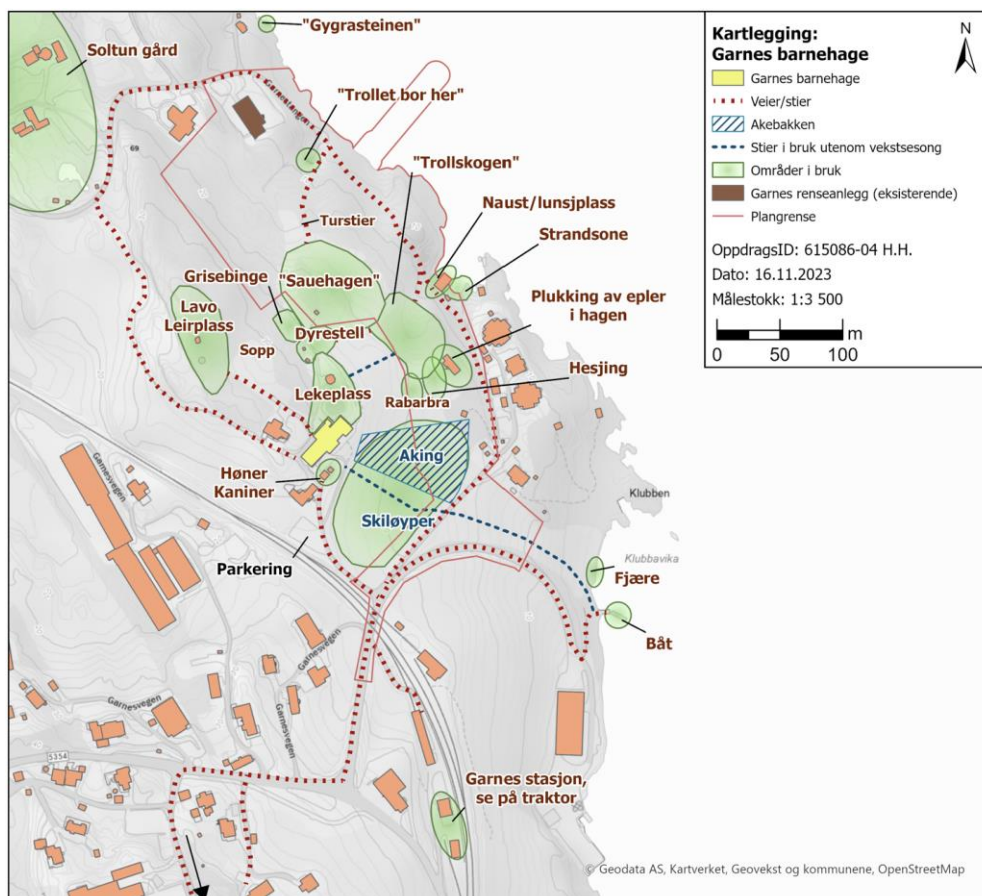 "Gygrasteinen"
Soltun gård
Garnestangen
"Trollet bor her"
69
"Trollskogen"
Turstier
Naust/lunsjplass
Strandsone
Grisebinge
"Sauehagen"
Plukking av epler
i hagen
Lavo
Leirplass
Dyrestell
Sopp
Hesjing
Lekeplass
Rabarbra
Aking
Garnesvegen
Høner
Kaniner
Klubben
Skiløyper
Parkering
Klubbavika
Fjære
Båt
Garnesvegen
Garnesvegen
Garnesvegen
Garnesvegen
5354
Garnes stasjon,
se på traktor
© Geodata AS, Kartverket, Geovekst og kommunene, OpenStreetMap
Kartlegging:
Garnes barnehage
N
Garnes barnehage
Veier/stier
Akebakken
Stier i bruk utenom vekstsesong
Områder i bruk
Garnes renseanlegg (eksisterende)
Plangrense
OppdragsID: 615086-04 H.H.
Dato: 16.11.2023
Målestokk: 1:3 500
m
0 50 100